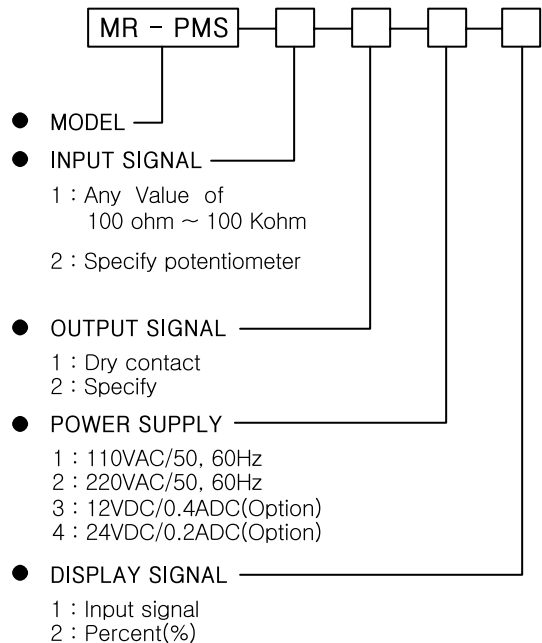 MR - PMS
● MODEL
● INPUT SIGNAL
1 : Any Value of
100 ohm ~ 100 Kohm
2 : Specify potentiometer
● OUTPUT SIGNAL
1 : Dry contact
2 : Specify
● POWER SUPPLY
1 : 110VAC/50, 60Hz
2 : 220VAC/50, 60Hz
3 : 12VDC/0.4ADC(Option)
4 : 24VDC/0.2ADC(Option)
● DISPLAY SIGNAL
1 : Input signal
2 : Percent(%)